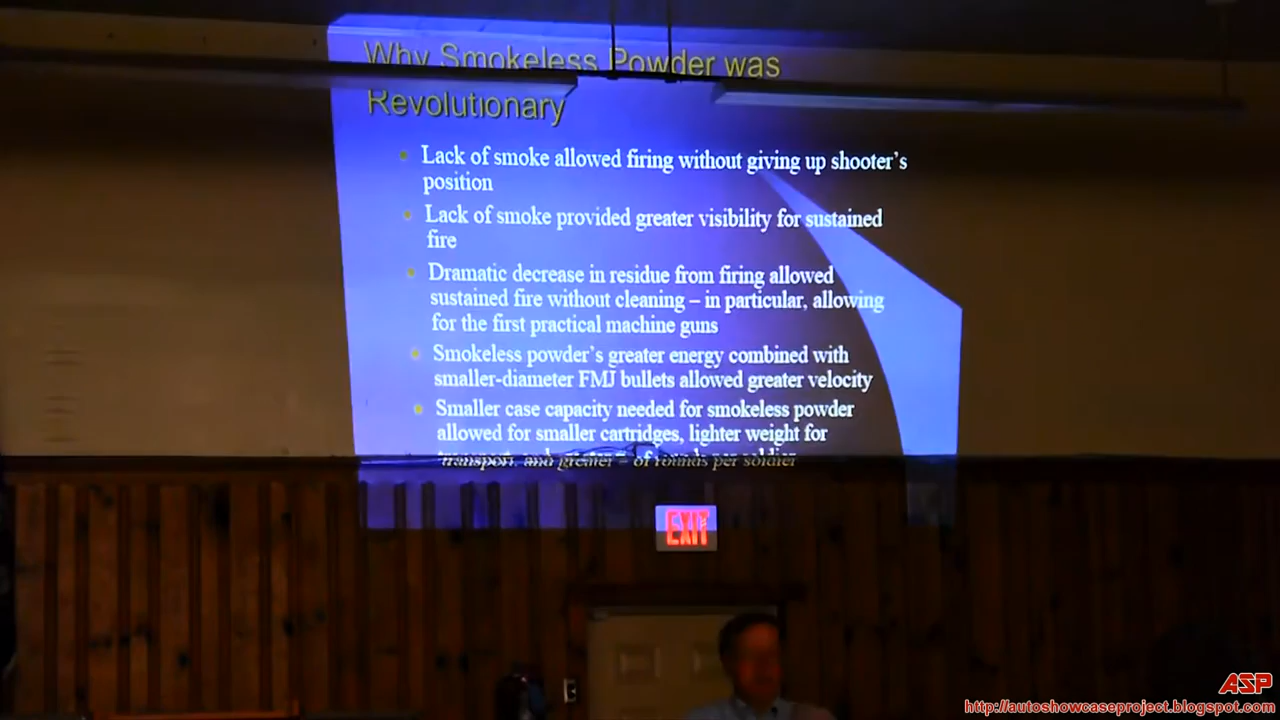 Why Smokeless Powder was
Revolutionary
Lack of smoke allowed firing without giving up shooter's
position
Lack of smoke provided greater visibility for sustained
fire
Dramatic decrease in residue from firing allowed
sustained fire without cleaning – in particular, allowing
for the first practical machine guns
Smokeless powder's greater energy combined with
smaller-diameter FMJ bullets allowed greater velocity
Smaller case capacity needed for smokeless powder
allowed for smaller cartridges, lighter weight for
transport, and greater of rounds per soldier
EXIT
ASP
http://autoshowcaseproject.blogspot.com